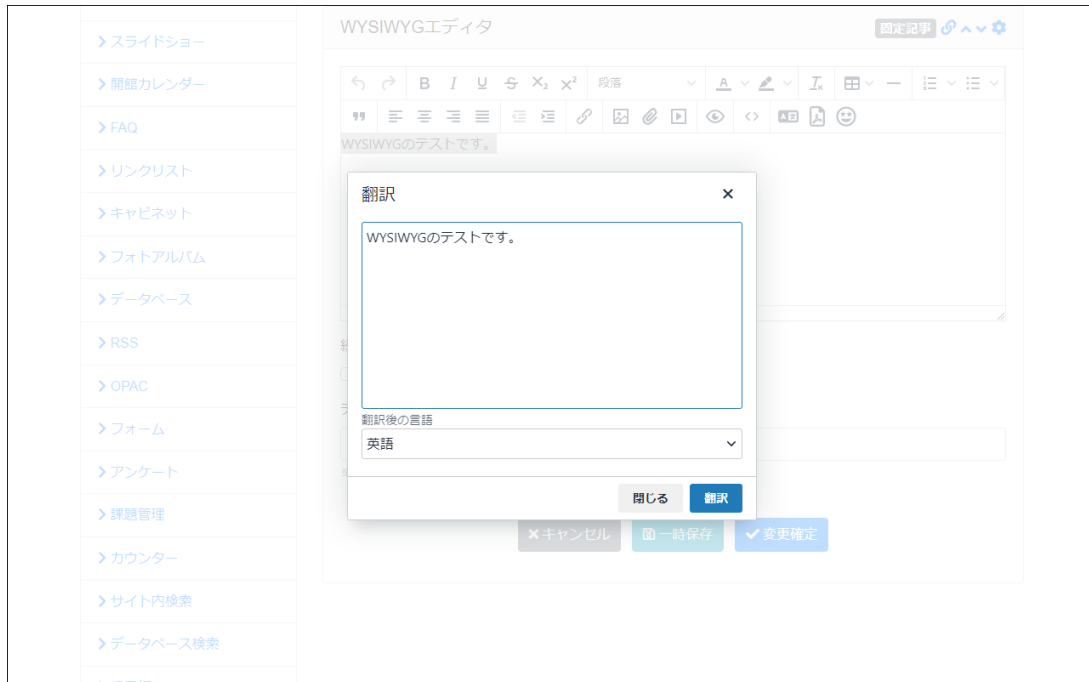 スライドショー
開館カレンダー
FAQ
リンクリスト
キャビネット
フォトアルバム
データベース
RSS
OPAC
フォーム
アンケート
課題管理
カウンター
サイト内検索
データベース検索
WYSIWYGエディタ
固定記事
段落
WYSIWYGのテストです。
翻訳
WYSIWYGのテストです。
翻訳後の言語
英語
閉じる
翻訳
キャンセル
一時保存
変更確定